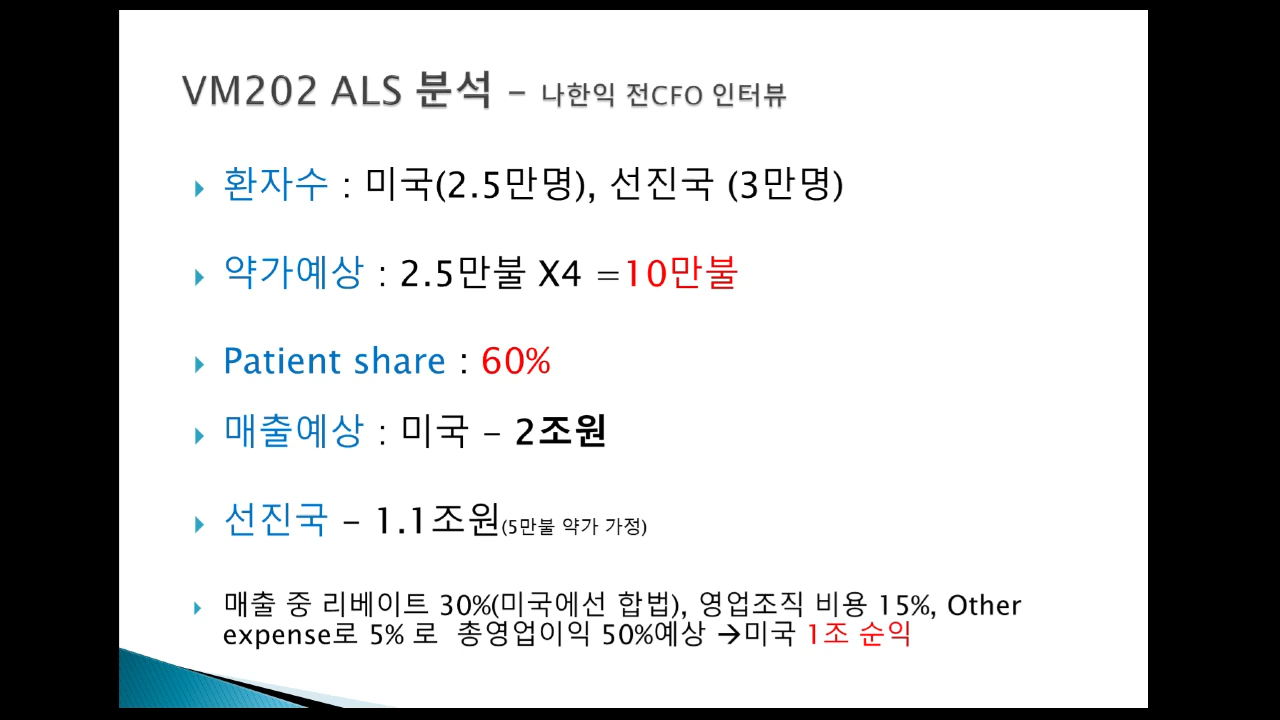 VM202 ALS 분석 – 나한익 전CFO 인터뷰
환자수 : 미국(2.5만명), 선진국 (3만명)
약가예상 : 2.5만불 X4 =10만불
Patient share : 60%
매출예상 : 미국 – 2조원
선진국 – 1.1조원(5만불 약가 가정)
매출 중 리베이트 30%(미국에선 합법), 영업조직 비용 15%, Other
expense로 5% 로 총영업이익 50%예상 →미국 1조 순익